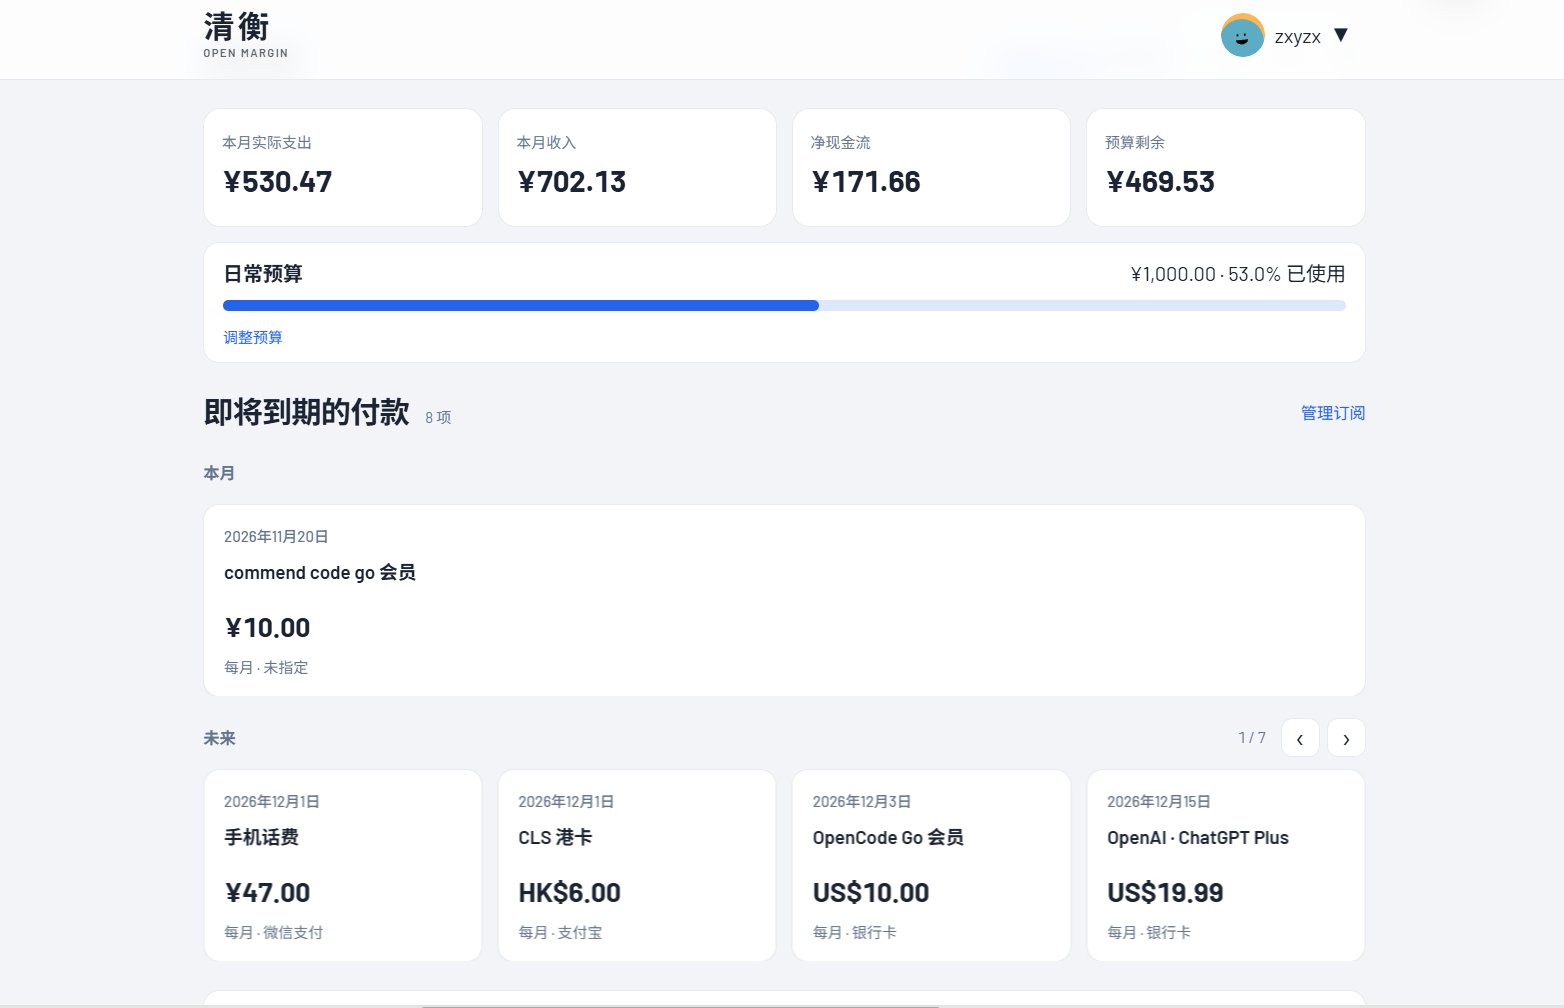 清衡
OPEN MARGIN
zxyzx ▼
本月实际支出
¥530.47
本月收入
¥702.13
净现金流
¥171.66
预算剩余
¥469.53
日常预算
¥1,000.00 · 53.0% 已使用
调整预算
即将到期的付款 8 项
管理订阅
本月
2026年11月20日
commend code go 会员
¥10.00
每月 · 未指定
未来
1 / 7 ‹ ›
2026年12月1日
手机话费
¥47.00
每月 · 微信支付
2026年12月1日
CLS 港卡
HK$6.00
每月 · 支付宝
2026年12月3日
OpenCode Go 会员
US$10.00
每月 · 银行卡
2026年12月15日
OpenAI · ChatGPT Plus
US$19.99
每月 · 银行卡